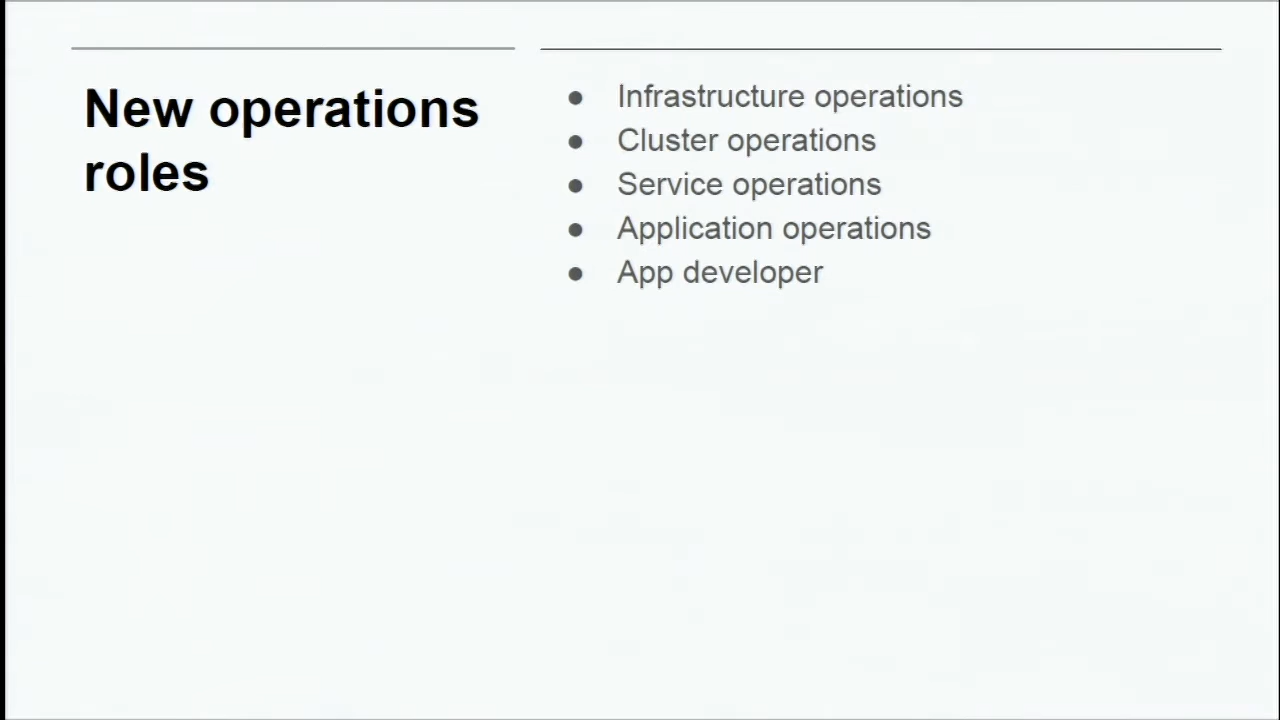 New operations
roles
● Infrastructure operations
● Cluster operations
● Service operations
● Application operations
● App developer